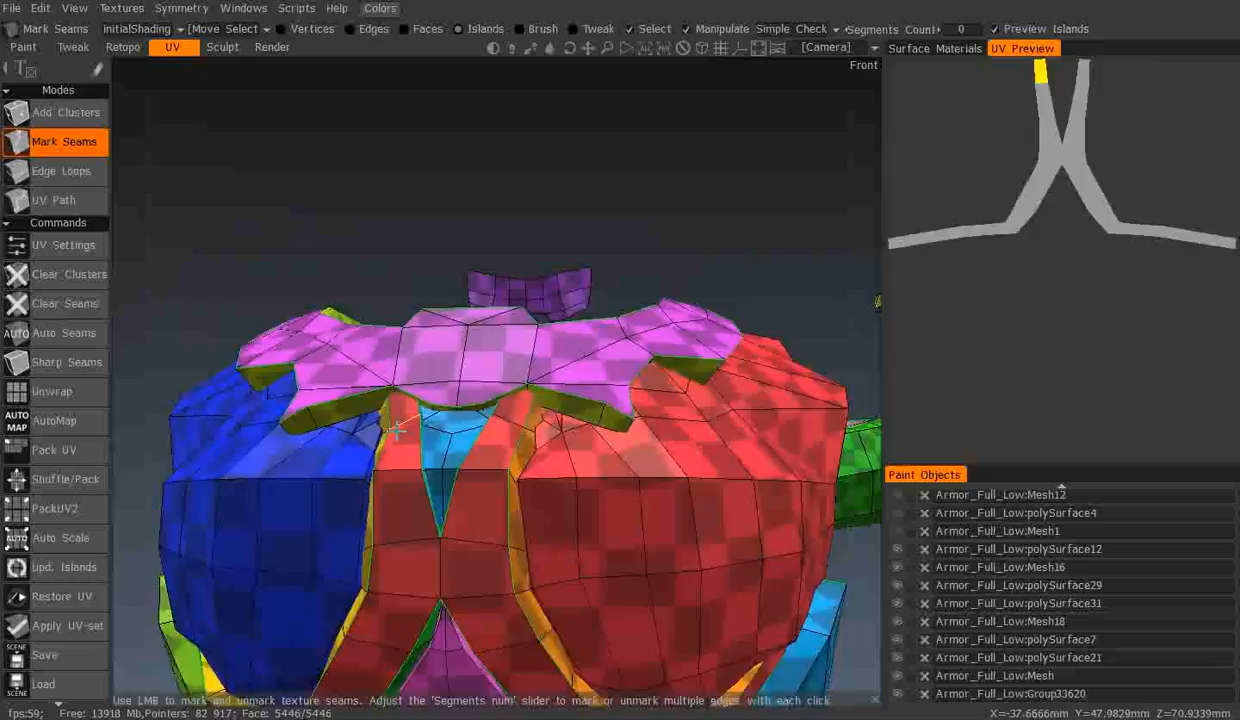 File Edit View Textures Symmetry Windows Scripts Help Colors
Mark Seams InitialShading [Move Select] Vertices Edges Faces Islands Brush Tweak Select Manipulate Simple Check Segments Count 0 Preview Islands
Paint Tweak Retopo UV Sculpt Render [Camera] Surface Materials UV Preview
Front
Modes
Add Clusters
Mark Seams
Edge Loops
UV Path
Commands
UV Settings
Clear Clusters
Clear Seams
AUTO Auto Seams
Sharp Seams
Unwrap
AUTO MAP AutoMap
Pack UV
Shuffle/Pack
PackUV2
AUTO Auto Scale
Upd. Islands
Restore UV
Apply UV-set
SCENE Save
SCENE Load
Paint Objects
Armor_Full_Low:Mesh12
Armor_Full_Low:polySurface4
Armor_Full_Low:Mesh1
Armor_Full_Low:polySurface12
Armor_Full_Low:Mesh16
Armor_Full_Low:polySurface29
Armor_Full_Low:polySurface31
Armor_Full_Low:Mesh18
Armor_Full_Low:polySurface7
Armor_Full_Low:polySurface21
Armor_Full_Low:Mesh
Armor_Full_Low:Group33620
Use LMB to mark and unmark texture seams. Adjust the 'Segments num' slider to mark or unmark multiple edges with each click.
fps:59; Free: 13918 Mb,Pointers: 82 917; Face: 5446/5446 X=-37.6666mm Y=47.9829mm Z=70.9339mm